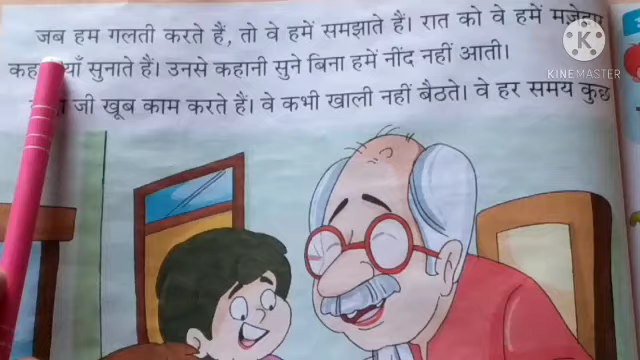 जब हम गलती करते हैं, तो वे हमें समझाते हैं। रात को वे हमें
सुनाते हैं। उनसे कहानी सुने बिना हमें नींद नहीं आती।
जी खूब काम करते हैं। वे कभी खाली नहीं बैठते। वे हर समय कुछ
KINEMASTER